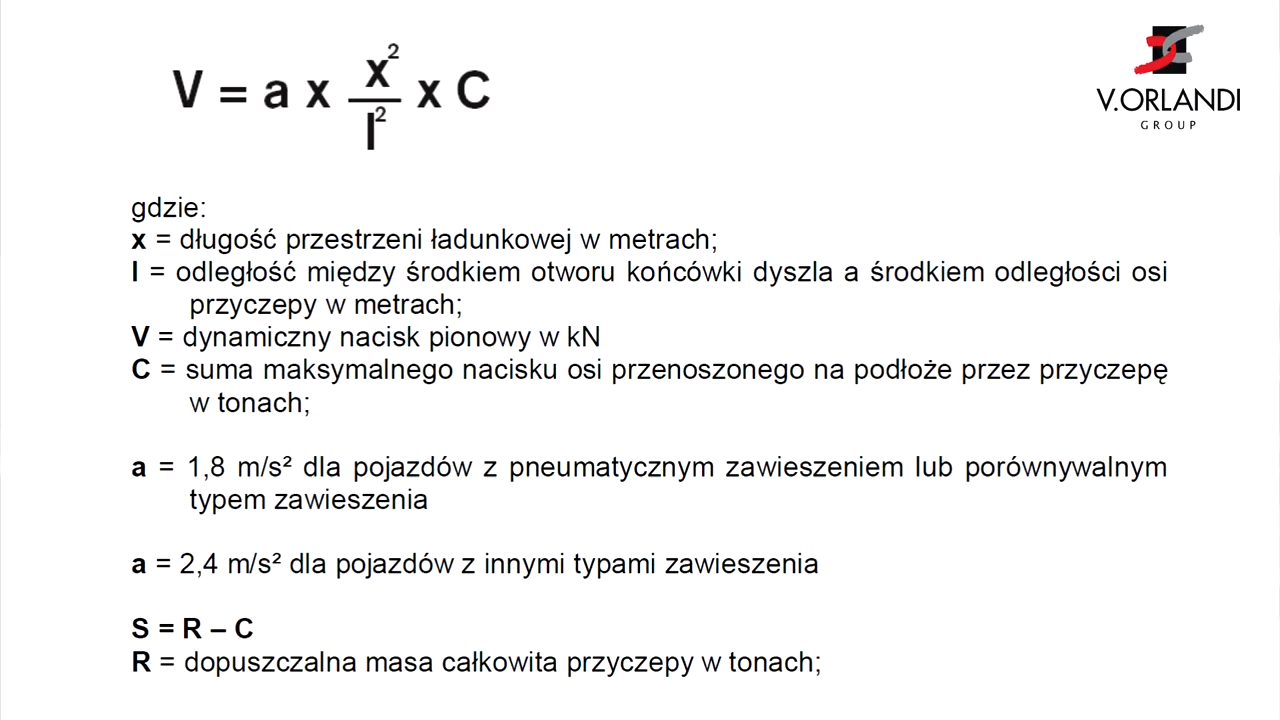 V = a x x²/l² x C
V.ORLANDI
GROUP
gdzie:
x = długość przestrzeni ładunkowej w metrach;
l = odległość między środkiem otworu końcówki dyszla a środkiem odległości osi
przyczepy w metrach;
V = dynamiczny nacisk pionowy w kN
C = suma maksymalnego nacisku osi przenoszonego na podłoże przez przyczepę
w tonach;
a = 1,8 m/s² dla pojazdów z pneumatycznym zawieszeniem lub porównywalnym
typem zawieszenia
a = 2,4 m/s² dla pojazdów z innymi typami zawieszenia
S = R – C
R = dopuszczalna masa całkowita przyczepy w tonach;